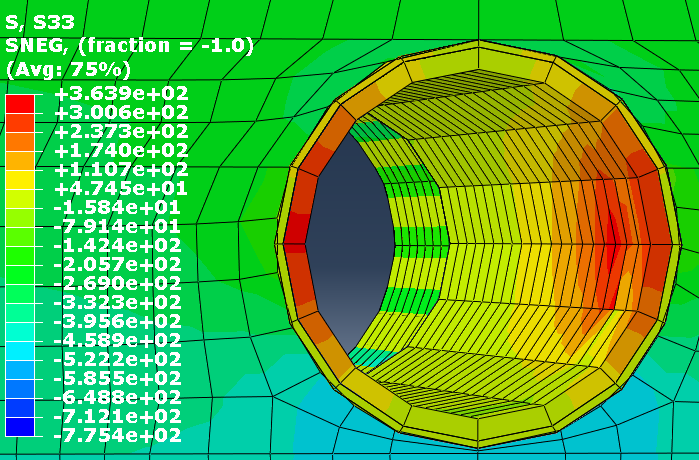 S, S33
SNEG, (fraction = -1.0)
(Avg: 75%)
+3.639e+02
+3.006e+02
+2.373e+02
+1.740e+02
+1.107e+02
+4.745e+01
-1.584e+01
-7.914e+01
-1.424e+02
-2.057e+02
-2.690e+02
-3.323e+02
-3.956e+02
-4.589e+02
-5.222e+02
-5.855e+02
-6.488e+02
-7.121e+02
-7.754e+02